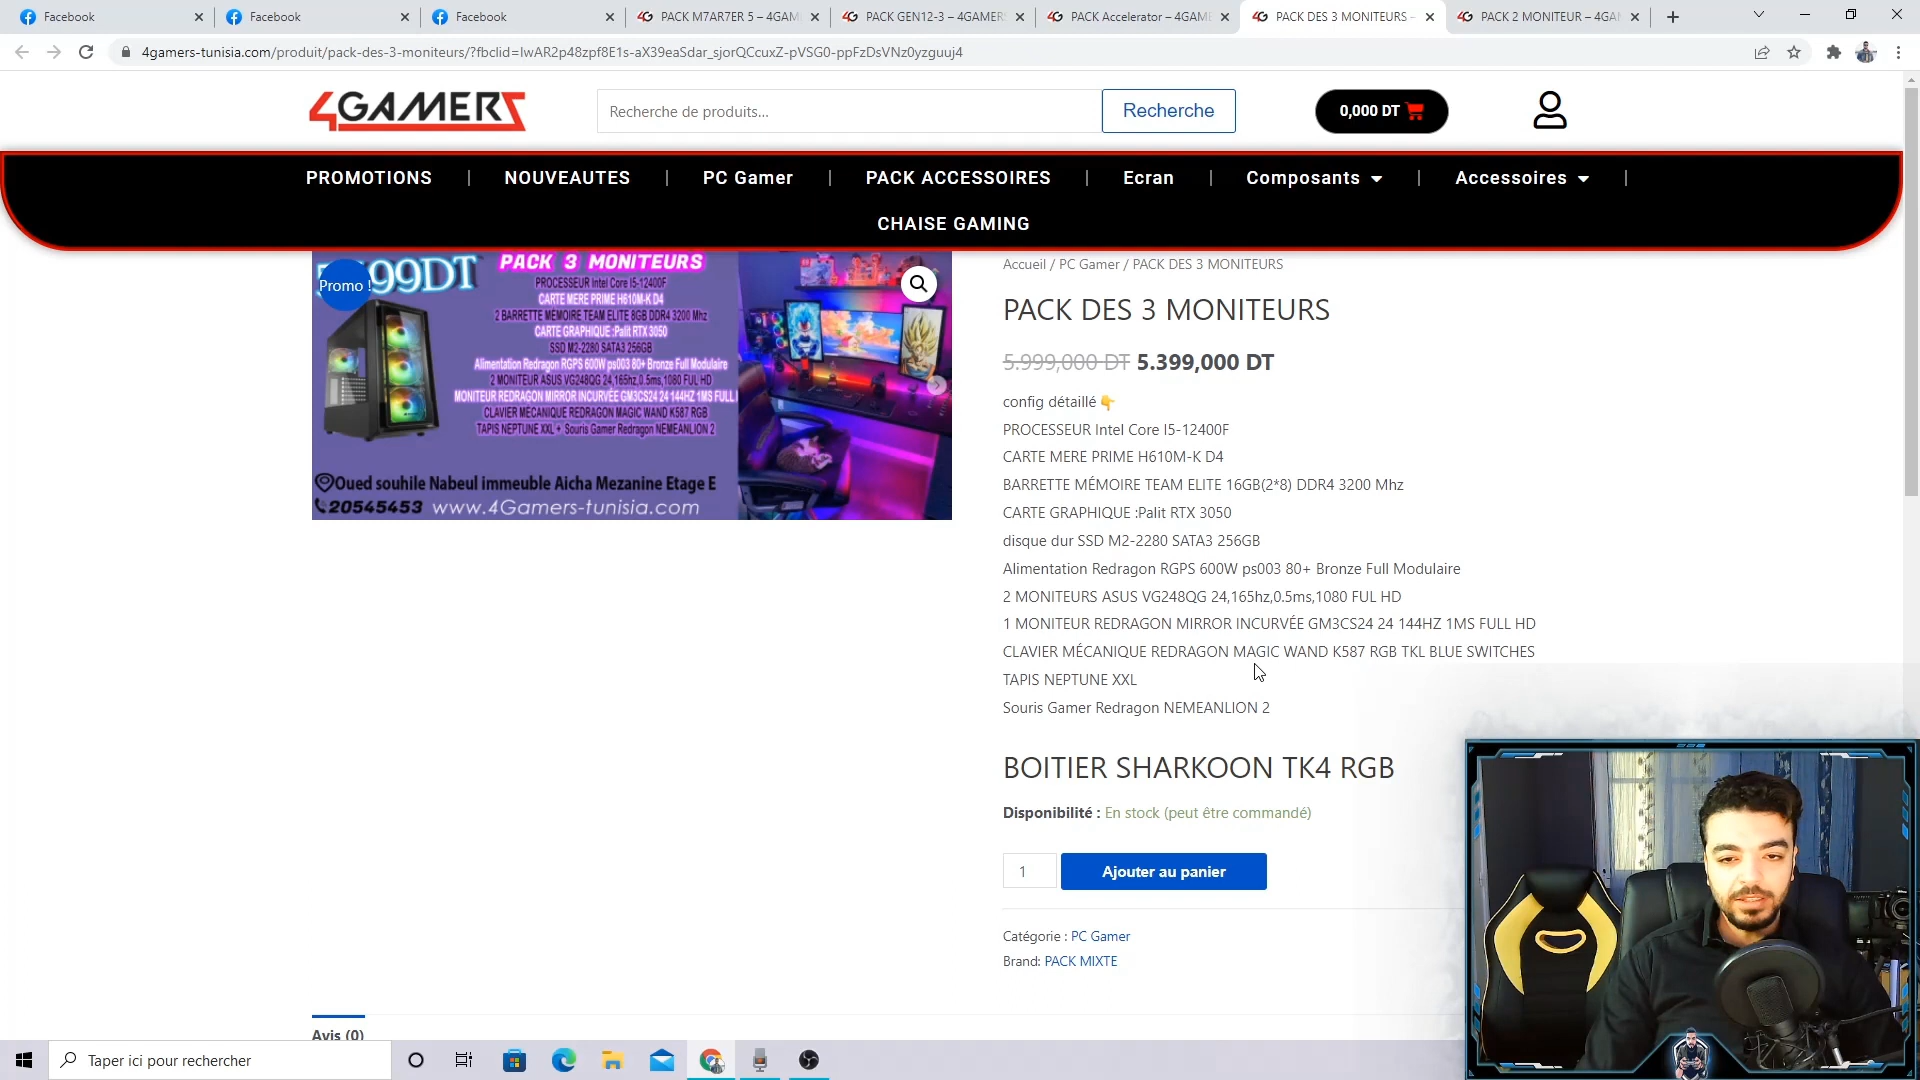 Facebook
Facebook
Facebook
PACK M7AR7ER 5 – 4GAM
PACK GEN12-3 – 4GAMERS
PACK Accelerator – 4GAME
PACK DES 3 MONITEURS –
PACK 2 MONITEUR – 4GAM
4gamers-tunisia.com/produit/pack-des-3-moniteurs/?fbclid=IwAR2p48zpf8E1s-aX39eaSdar_sjorQCcuxZ-pVSG0-ppFzDsVNz0yzguuj4
4GAMERZ
Recherche de produits...
Recherche
0,000 DT
PROMOTIONS | NOUVEAUTES | PC Gamer | PACK ACCESSOIRES | Ecran | Composants | Accessoires |
CHAISE GAMING
Promo !
99DT
PACK 3 MONITEURS
PROCESSEUR Intel Core I5-12400F
CARTE MERE PRIME H610M-K D4
2 BARRETTE MÉMOIRE TEAM ELITE 8GB DDR4 3200 Mhz
CARTE GRAPHIQUE :Palit RTX 3050
SSD M2-2280 SATA3 256GB
Alimentation Redragon RGPS 600W ps003 80+ Bronze Full Modulaire
2 MONITEUR ASUS VG248QG 24,165hz,0.5ms,1080 FUL HD
MONITEUR REDRAGON MIRROR INCURVÉE GM3CS24 24 144HZ 1MS FULL
CLAVIER MÉCANIQUE REDRAGON MAGIC WAND K587 RGB
TAPIS NEPTUNE XXL + Souris Gamer Redragon NEMEANLION 2
Oued souhile Nabeul immeuble Aicha Mezanine Etage E
20545453 www.4Gamers-tunisia.com
Accueil / PC Gamer / PACK DES 3 MONITEURS
PACK DES 3 MONITEURS
5.999,000 DT 5.399,000 DT
config détaillé 👇
PROCESSEUR Intel Core I5-12400F
CARTE MERE PRIME H610M-K D4
BARRETTE MÉMOIRE TEAM ELITE 16GB(2*8) DDR4 3200 Mhz
CARTE GRAPHIQUE :Palit RTX 3050
disque dur SSD M2-2280 SATA3 256GB
Alimentation Redragon RGPS 600W ps003 80+ Bronze Full Modulaire
2 MONITEURS ASUS VG248QG 24,165hz,0.5ms,1080 FUL HD
1 MONITEUR REDRAGON MIRROR INCURVÉE GM3CS24 24 144HZ 1MS FULL HD
CLAVIER MÉCANIQUE REDRAGON MAGIC WAND K587 RGB TKL BLUE SWITCHES
TAPIS NEPTUNE XXL
Souris Gamer Redragon NEMEANLION 2
BOITIER SHARKOON TK4 RGB
Disponibilité : En stock (peut être commandé)
1
Ajouter au panier
Catégorie : PC Gamer
Brand: PACK MIXTE
Avis (0)
Taper ici pour rechercher